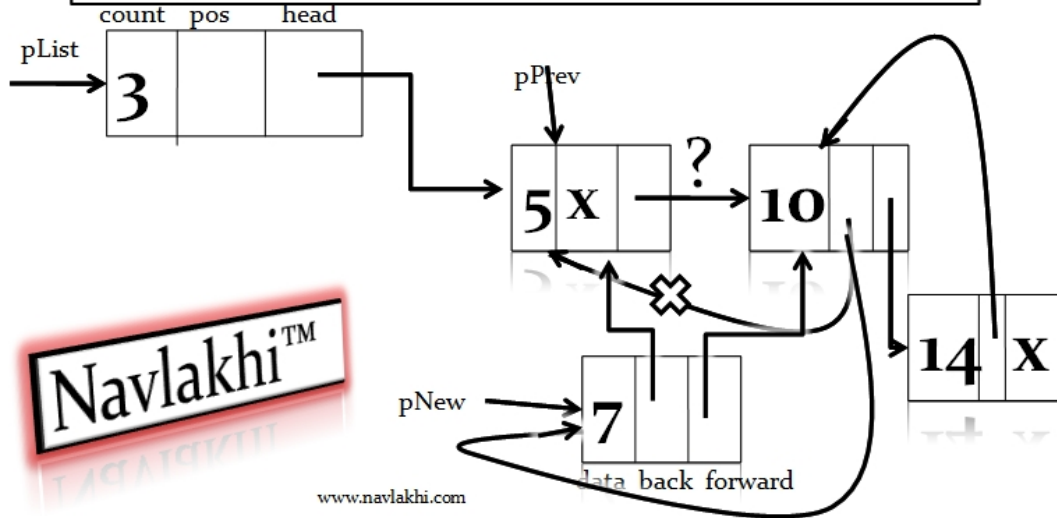 count pos head
pList
3
pPrev
?
5 x
10
14 x
Navlakhi™
pNew
7
data back forward
www.navlakhi.com